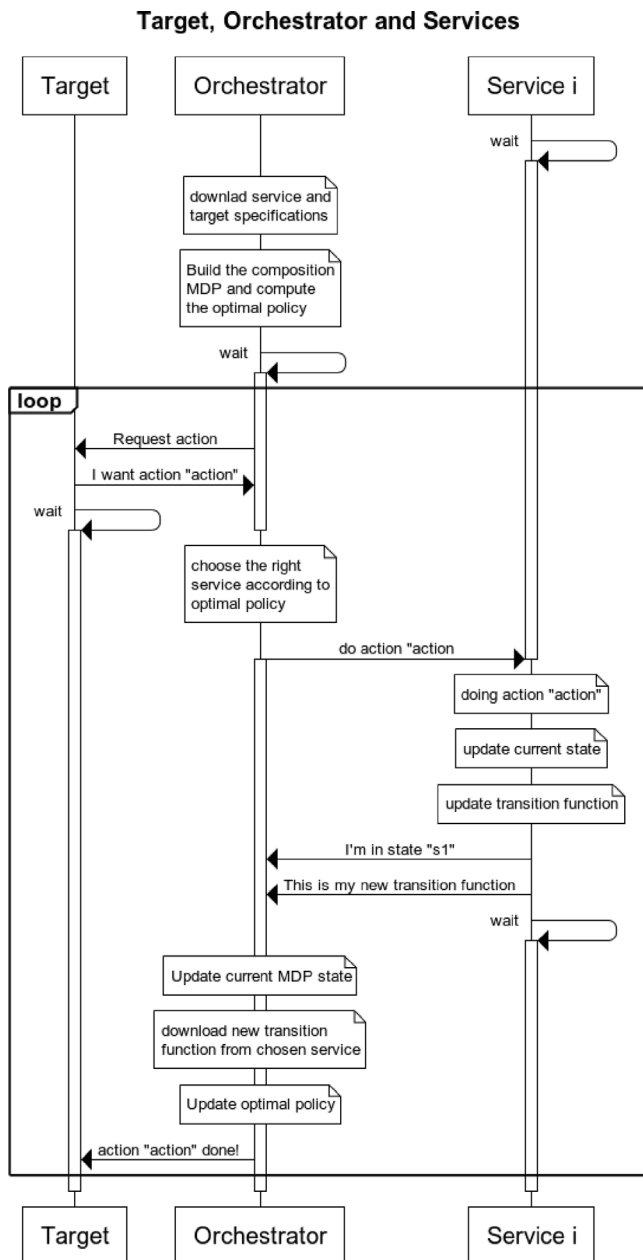 Target, Orchestrator and Services
Target
Orchestrator
Service i
wait
downlad service and
target specifications
Build the composition
MDP and compute
the optimal policy
wait
loop
Request action
I want action "action"
wait
choose the right
service according to
optimal policy
do action "action
doing action "action"
update current state
update transition function
I'm in state "s1"
This is my new transition function
wait
Update current MDP state
download new transition
function from chosen service
Update optimal policy
action "action" done!
Target
Orchestrator
Service i